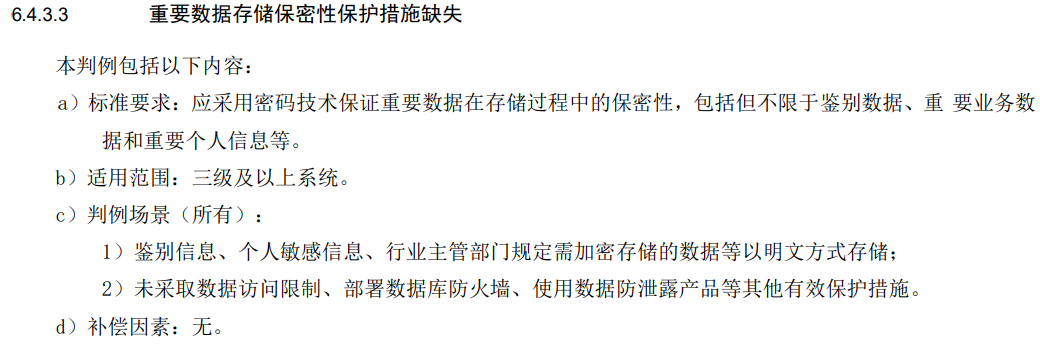 6.4.3.3 重要数据存储保密性保护措施缺失
本判例包括以下内容：
a）标准要求：应采用密码技术保证重要数据在存储过程中的保密性，包括但不限于鉴别数据、重 要业务数
据和重要个人信息等。
b）适用范围：三级及以上系统。
c）判例场景（所有）：
1）鉴别信息、个人敏感信息、行业主管部门规定需加密存储的数据等以明文方式存储；
2）未采取数据访问限制、部署数据库防火墙、使用数据防泄露产品等其他有效保护措施。
d）补偿因素：无。